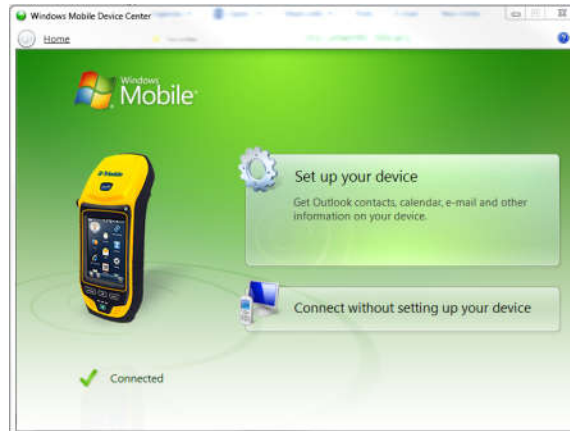 Windows Mobile Device Center
Home
Windows
Mobile
Trimble
Set up your device
Get Outlook contacts, calendar, e-mail and other
information on your device.
Connect without setting up your device
Connected